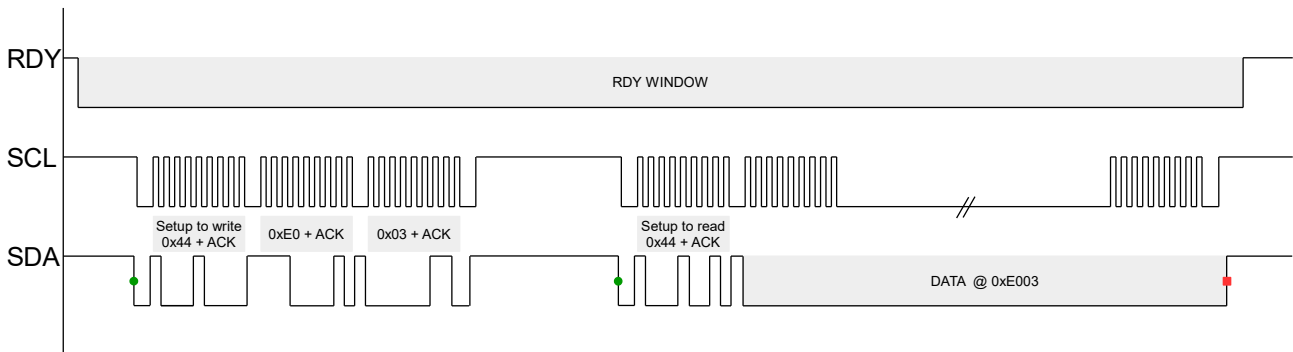 RDY
RDY WINDOW
SCL
Setup to write
0x44 + ACK
0xE0 + ACK
0x03 + ACK
Setup to read
0x44 + ACK
SDA
DATA @ 0xE003